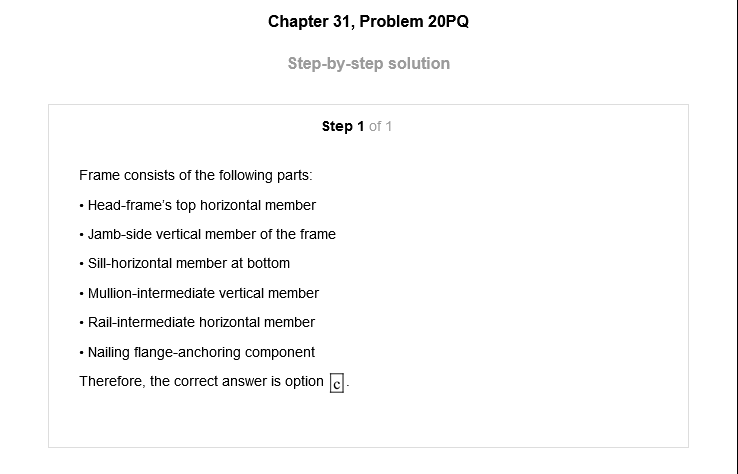 Chapter 31, Problem 20PQ
Step-by-step solution
Step 1 of 1
Frame consists of the following parts:
• Head-frame's top horizontal member
• Jamb-side vertical member of the frame
• Sill-horizontal member at bottom
• Mullion-intermediate vertical member
• Rail-intermediate horizontal member
• Nailing flange-anchoring component
Therefore, the correct answer is option c.